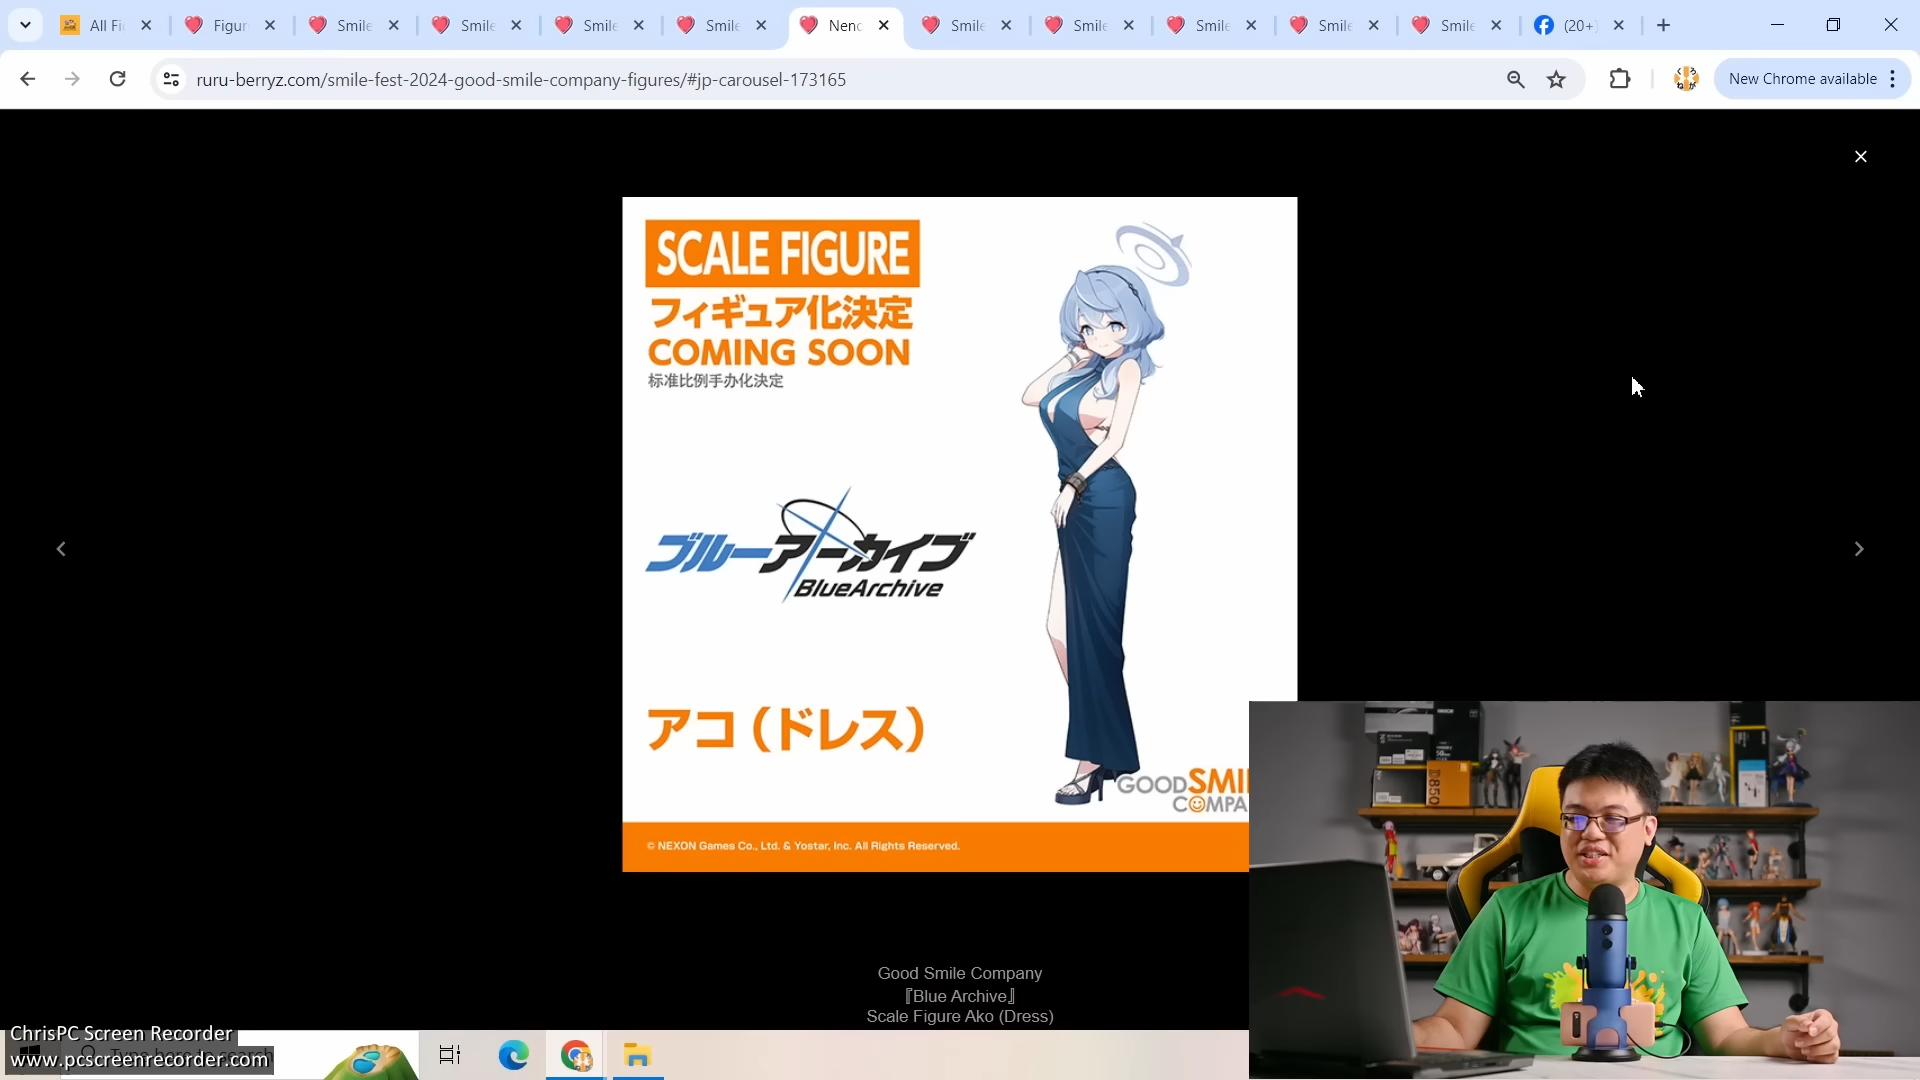 All Fi
Figur
Smile
Smile
Smile
Smile
Nenc
Smile
Smile
Smile
Smile
Smile
(20+)
ruru-berryz.com/smile-fest-2024-good-smile-company-figures/#jp-carousel-173165
New Chrome available
SCALE FIGURE
フィギュア化決定
COMING SOON
标准比例手办化决定
ブルーアーカイブ
BlueArchive
アコ（ドレス）
GOOD SMI
COMPA
© NEXON Games Co., Ltd. & Yostar, Inc. All Rights Reserved.
D850
Good Smile Company
『Blue Archive』
Scale Figure Ako (Dress)
ChrisPC Screen Recorder
www.pcscreenrecorder.com